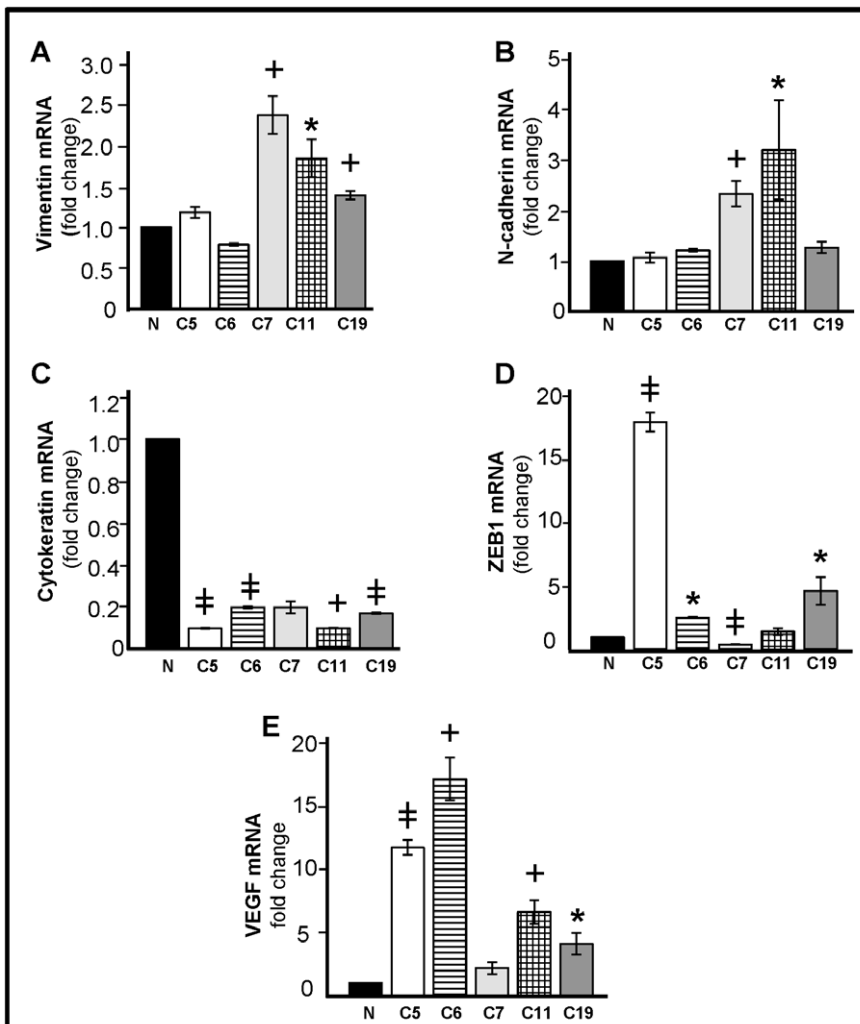 A
Vimentin mRNA
(fold change)
3.0
2.5
2.0
1.5
1.0
0.5
0
+
*
+
N C5 C6 C7 C11 C19
B
N-cadherin mRNA
(fold change)
5
4
3
2
1
0
+
*
N C5 C6 C7 C11 C19
C
Cytokeratin mRNA
(fold change)
1.2
1.0
0.8
0.6
0.4
0.2
0
‡
‡
+
‡
N C5 C6 C7 C11 C19
D
ZEB1 mRNA
(fold change)
20
15
10
5
0
‡
*
‡
*
N C5 C6 C7 C11 C19
E
VEGF mRNA
fold change
20
15
10
5
0
‡
+
+
*
N C5 C6 C7 C11 C19